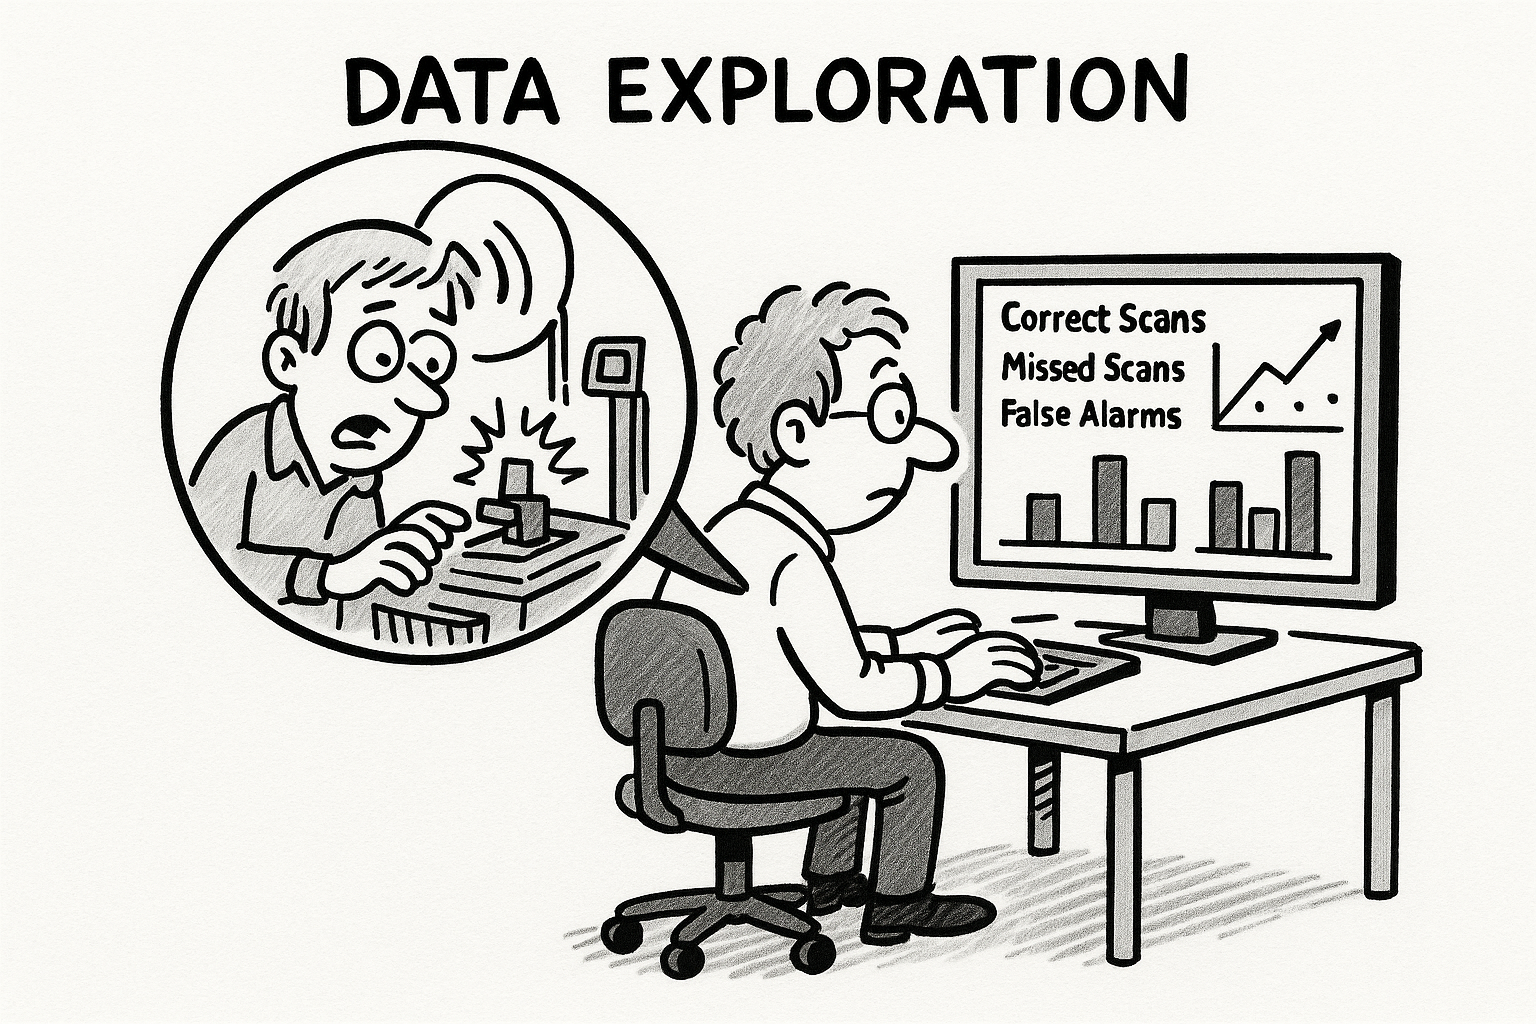 DATA EXPLORATION
Correct Scans
Missed Scans
False Alarms